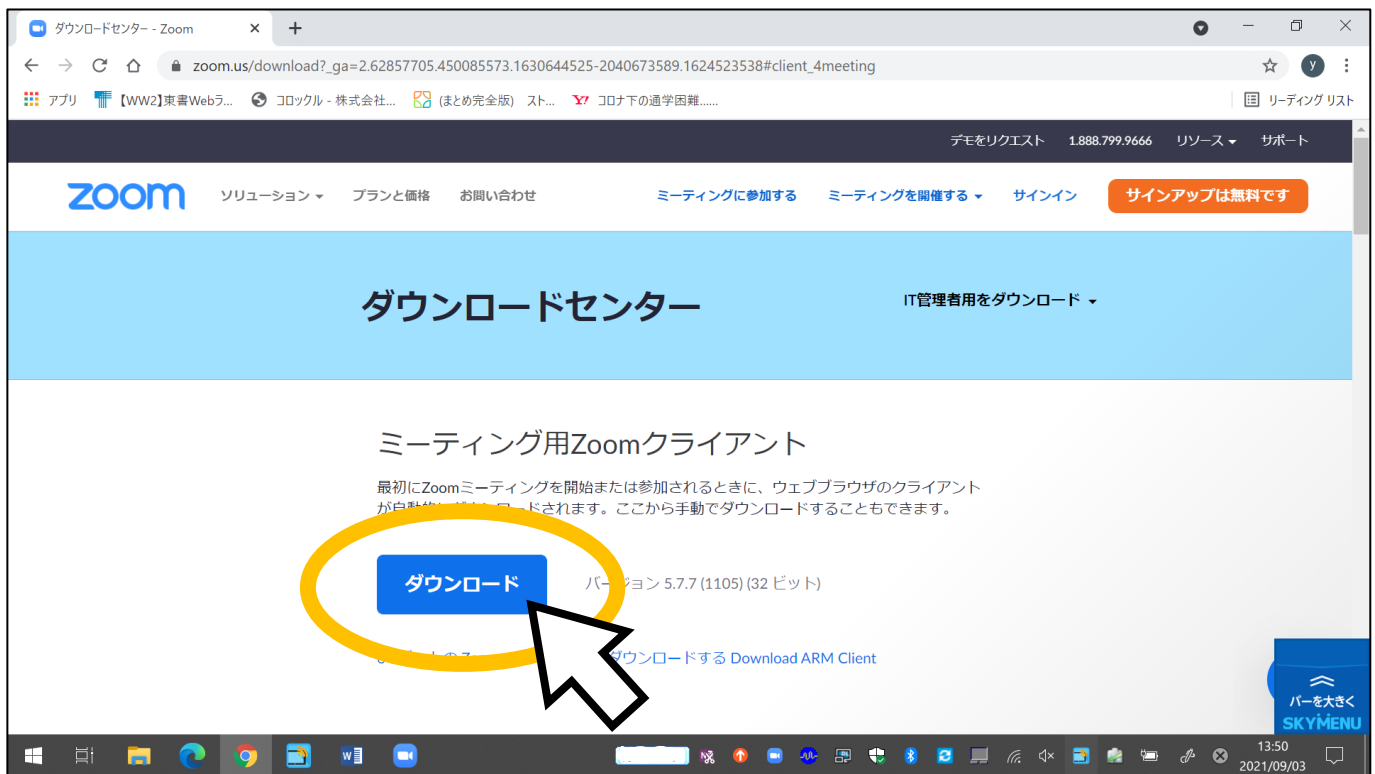 ダウンロードセンター - Zoom
zoom.us/download?_ga=2.62857705.450085573.1630644525-2040673589.1624523538#client_4meeting
y
アプリ 【WW2】東書Webラ... コロックル - 株式会社... (まとめ完全版) スト... Y! コロナ下の通学困難...... リーディング リスト
デモをリクエスト 1.888.799.9666 リソース サポート
zoom ソリューション プランと価格 お問い合わせ ミーティングに参加する ミーティングを開催する サインイン サインアップは無料です
ダウンロードセンター IT管理者用をダウンロード
ミーティング用Zoomクライアント
最初にZoomミーティングを開始または参加されるときに、ウェブブラウザのクライアント
が自動的にダウンロードされます。ここから手動でダウンロードすることもできます。
ダウンロード バージョン 5.7.7 (1105) (32 ビット)
ダウンロードする Download ARM Client
バーを大きく
SKYMENU
13:50
2021/09/03